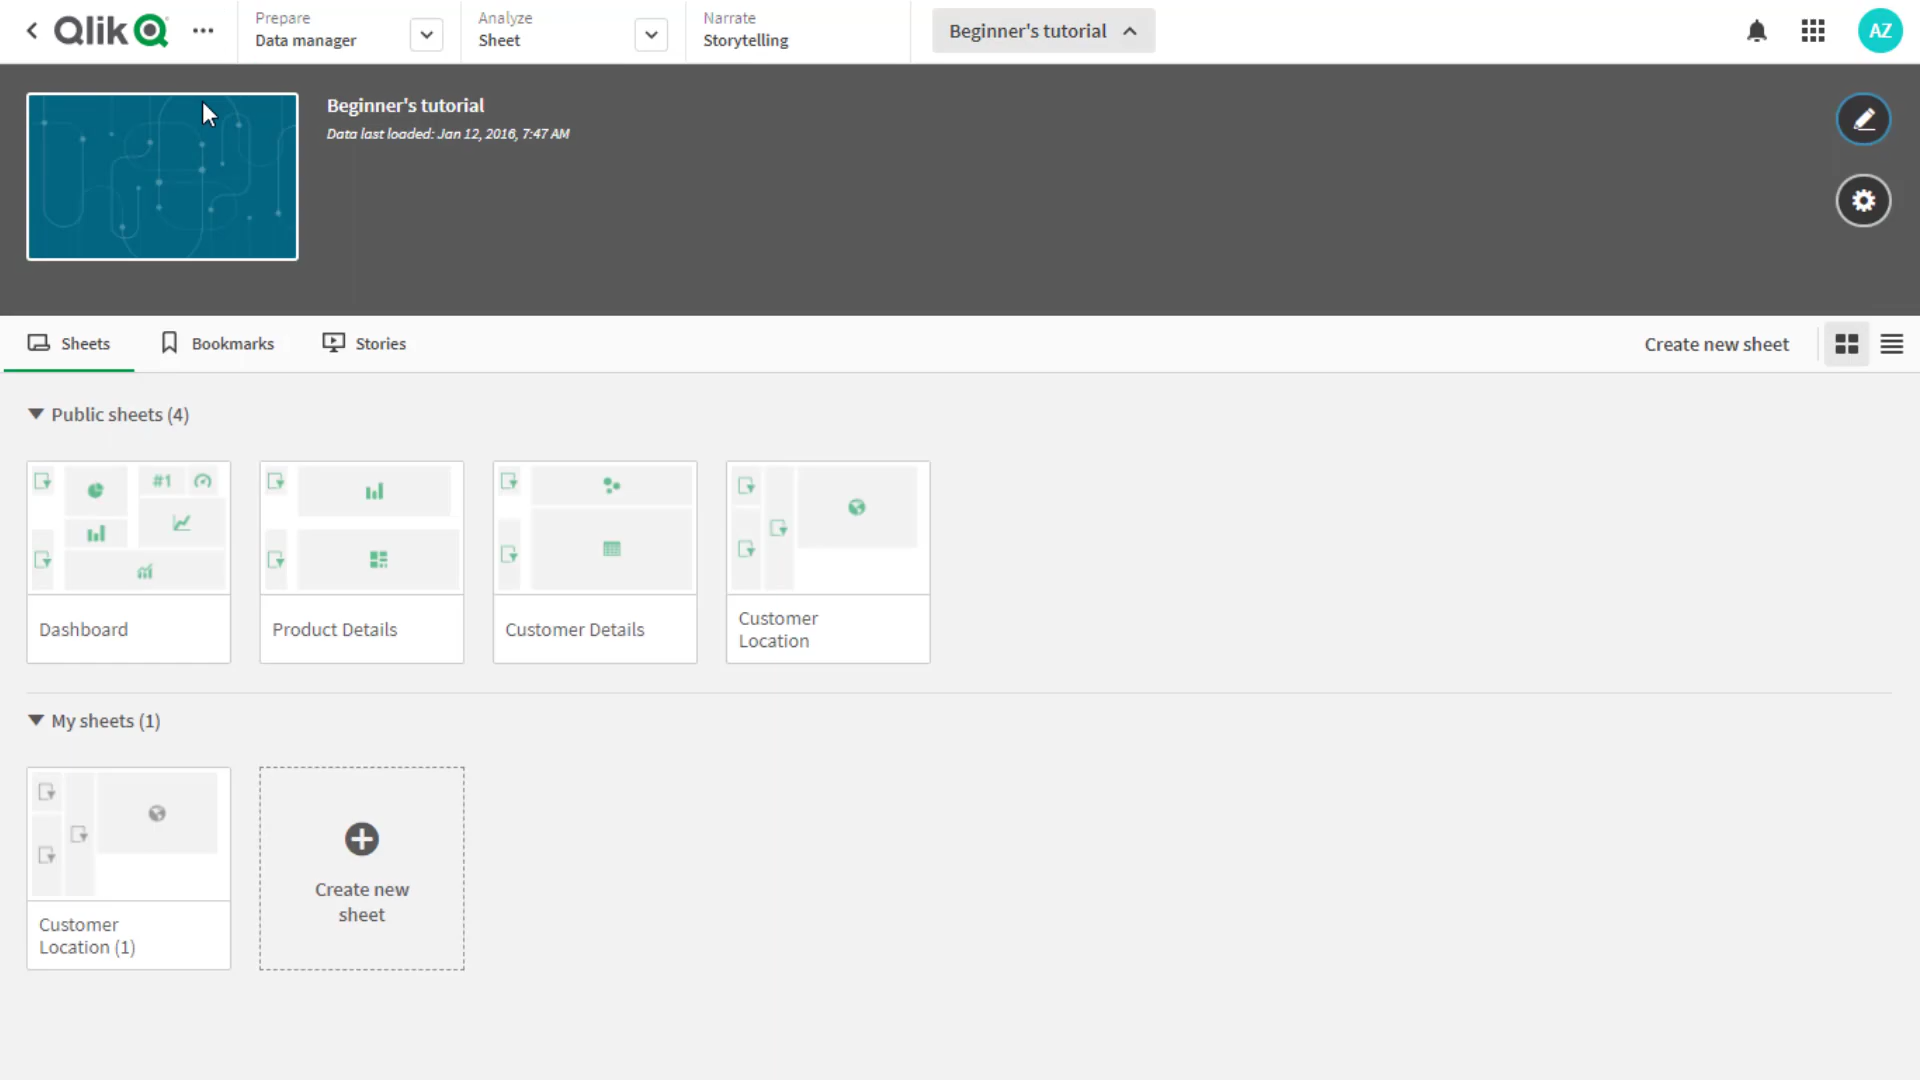 Qlik
Prepare
Data manager
Analyze
Sheet
Narrate
Storytelling
Beginner's tutorial
AZ
Beginner's tutorial
Data last loaded: Jan 12, 2016, 7:47 AM
Sheets
Bookmarks
Stories
Create new sheet
Public sheets (4)
#1
Dashboard
Product Details
Customer Details
Customer
Location
My sheets (1)
Customer
Location (1)
Create new
sheet